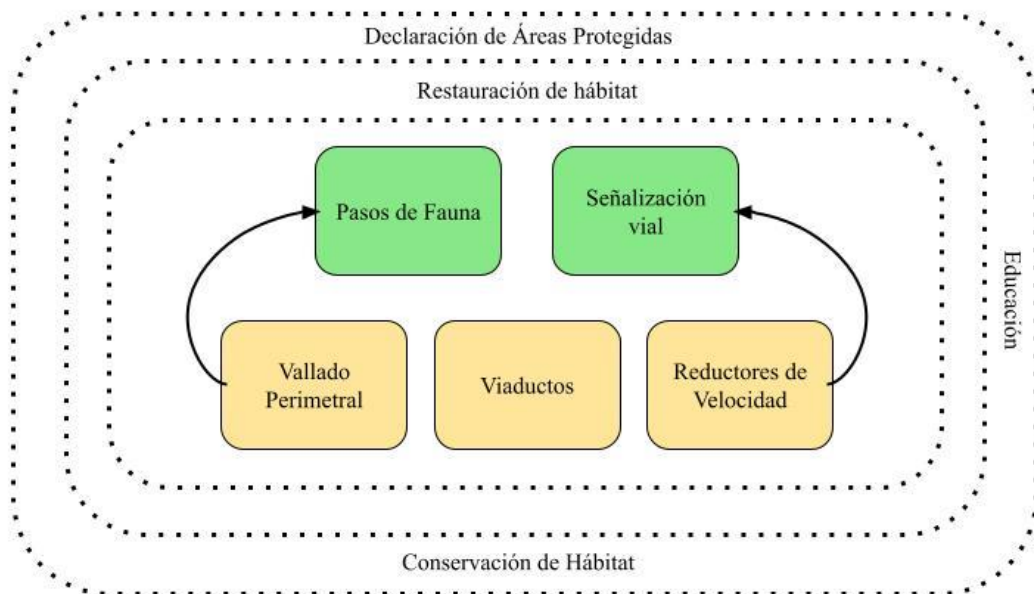 Declaración de Áreas Protegidas
Restauración de hábitat
Pasos de Fauna
Señalización
vial
Educación
Vallado
Perimetral
Viaductos
Reductores de
Velocidad
Conservación de Hábitat